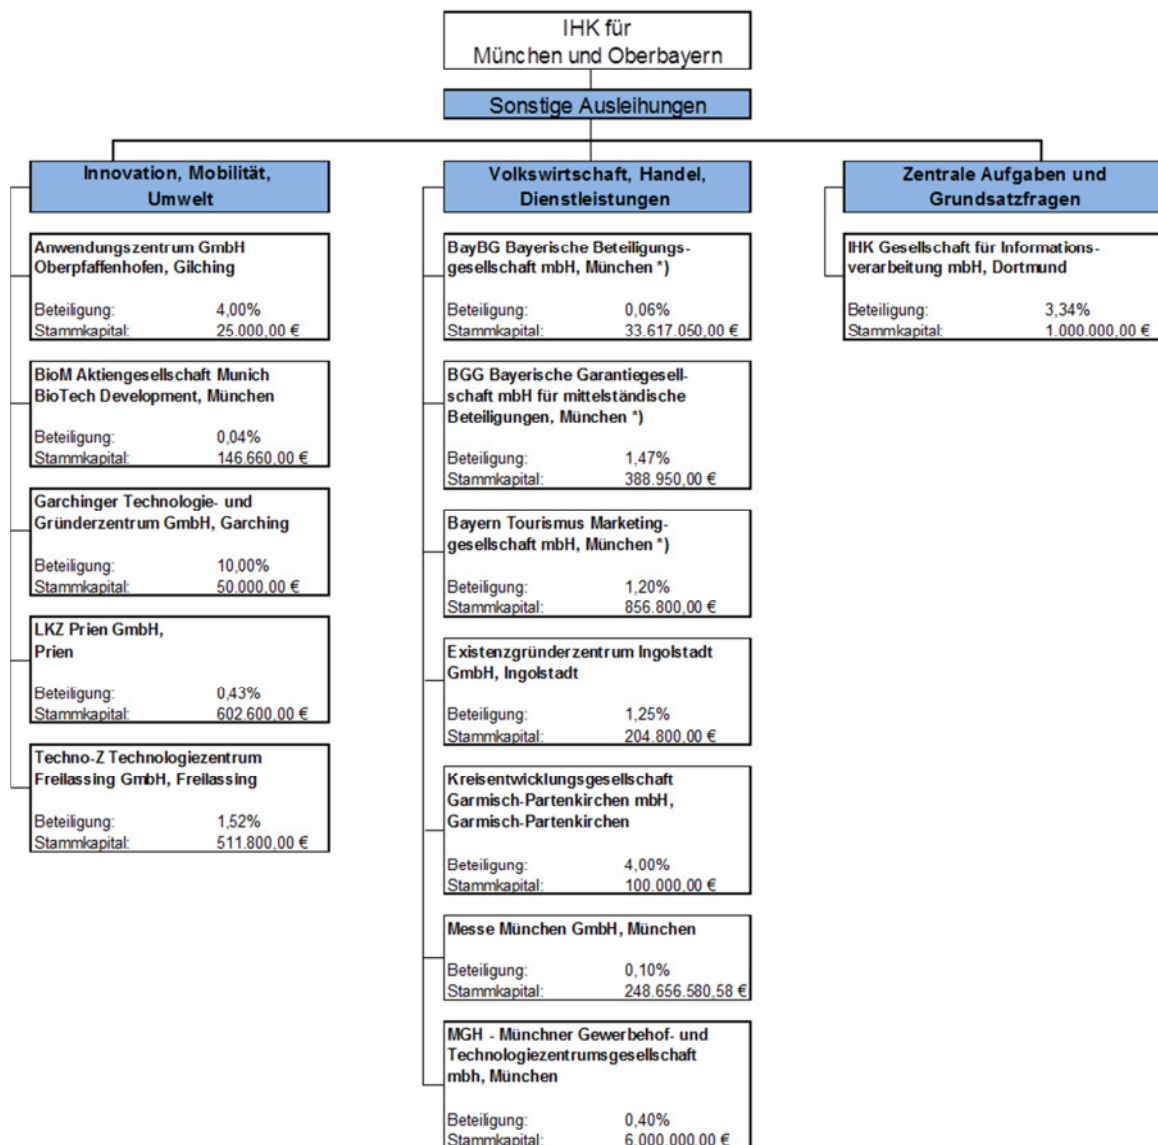 IHK für
München und Oberbayern
Sonstige Ausleihungen
Innovation, Mobilität,
Umwelt
Anwendungszentrum GmbH
Oberpfaffenhofen, Gilching
Beteiligung: 4,00%
Stammkapital: 25.000,00 €
BioM Aktiengesellschaft Munich
BioTech Development, München
Beteiligung: 0,04%
Stammkapital: 146.660,00 €
Garchinger Technologie- und
Gründerzentrum GmbH, Garching
Beteiligung: 10,00%
Stammkapital: 50.000,00 €
LKZ Prien GmbH,
Prien
Beteiligung: 0,43%
Stammkapital: 602.600,00 €
Techno-Z Technologiezentrum
Freilassing GmbH, Freilassing
Beteiligung: 1,52%
Stammkapital: 511.800,00 €
Volkswirtschaft, Handel,
Dienstleistungen
BayBG Bayerische Beteiligungs-
gesellschaft mbH, München *)
Beteiligung: 0,06%
Stammkapital: 33.617.050,00 €
BGG Bayerische Garantiegesell-
schaft mbH für mittelständische
Beteiligungen, München *)
Beteiligung: 1,47%
Stammkapital: 388.950,00 €
Bayern Tourismus Marketing-
gesellschaft mbH, München *)
Beteiligung: 1,20%
Stammkapital: 856.800,00 €
Existenzgründerzentrum Ingolstadt
GmbH, Ingolstadt
Beteiligung: 1,25%
Stammkapital: 204.800,00 €
Kreisentwicklungsgesellschaft
Garmisch-Partenkirchen mbH,
Garmisch-Partenkirchen
Beteiligung: 4,00%
Stammkapital: 100.000,00 €
Messe München GmbH, München
Beteiligung: 0,10%
Stammkapital: 248.656.580,58 €
MGH - Münchner Gewerbehof- und
Technologiezentrumsgesellschaft
mbh, München
Beteiligung: 0,40%
Stammkapital: 6.000.000,00 €
Zentrale Aufgaben und
Grundsatzfragen
IHK Gesellschaft für Informations-
verarbeitung mbH, Dortmund
Beteiligung: 3,34%
Stammkapital: 1.000.000,00 €